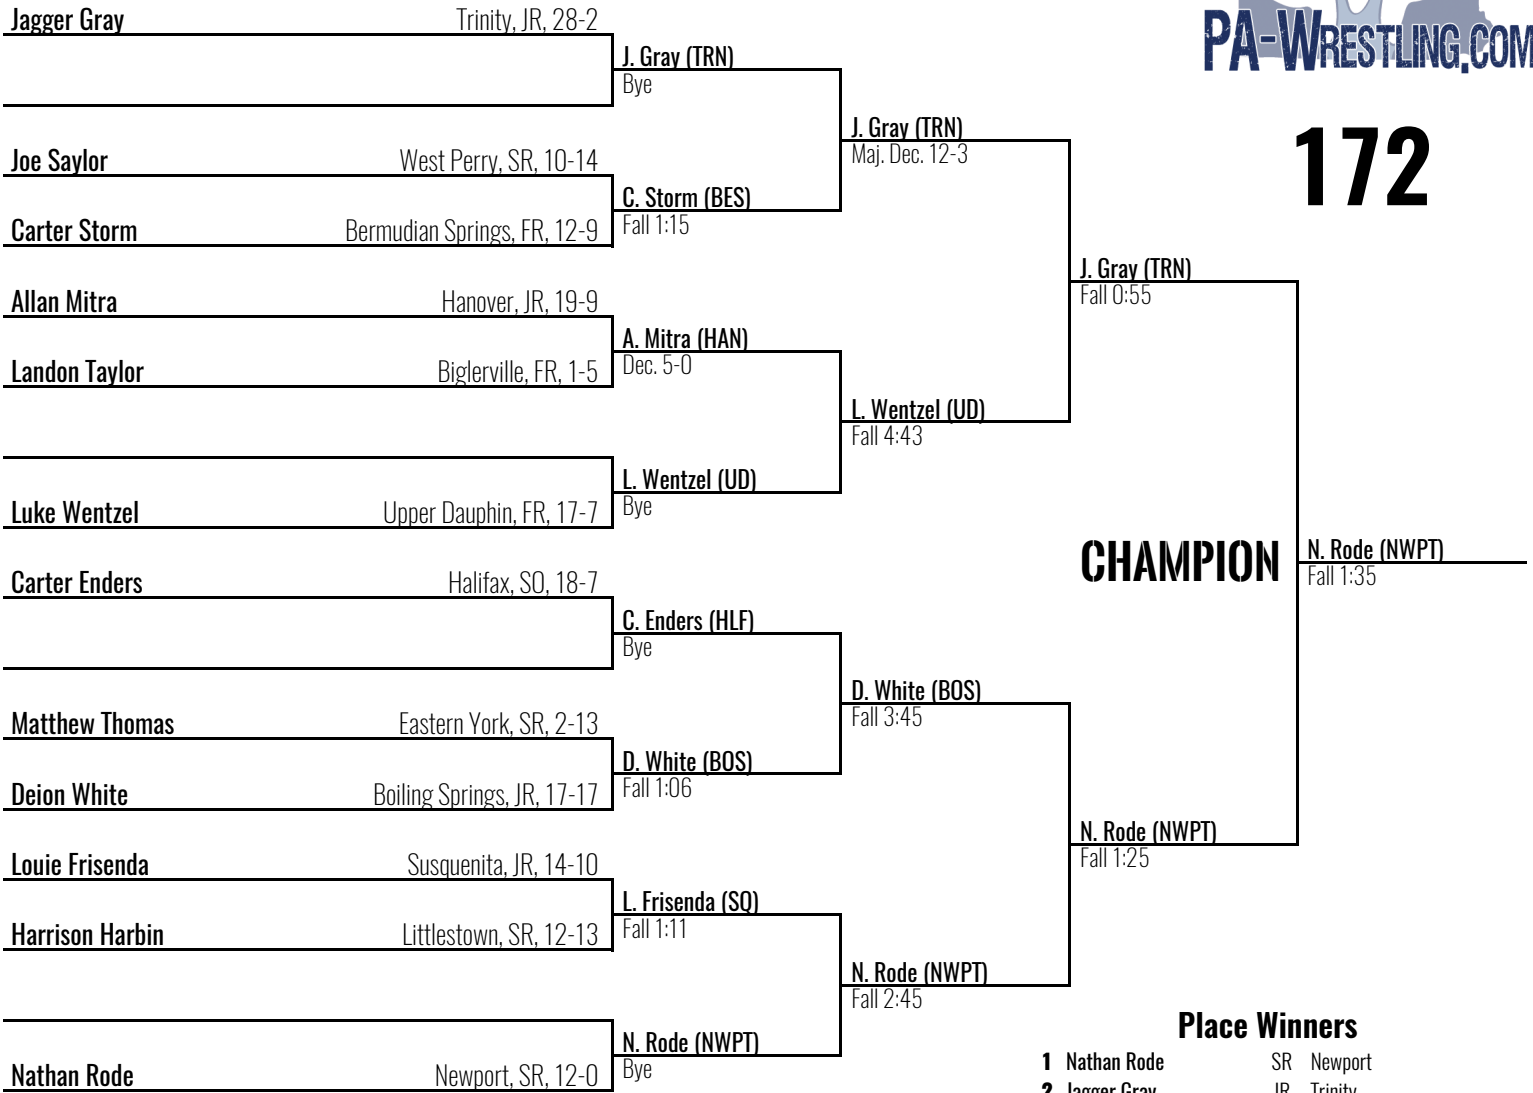 Jagger Gray Trinity, JR, 28-2
J. Gray (TRN)
Bye
Joe Saylor West Perry, SR, 10-14
Carter Storm Bermudian Springs, FR, 12-9
C. Storm (BES)
Fall 1:15
J. Gray (TRN)
Maj. Dec. 12-3
Allan Mitra Hanover, JR, 19-9
Landon Taylor Biglerville, FR, 1-5
A. Mitra (HAN)
Dec. 5-0
Luke Wentzel Upper Dauphin, FR, 17-7
L. Wentzel (UD)
Bye
L. Wentzel (UD)
Fall 4:43
J. Gray (TRN)
Fall 0:55
Carter Enders Halifax, SO, 18-7
C. Enders (HLF)
Bye
Matthew Thomas Eastern York, SR, 2-13
Deion White Boiling Springs, JR, 17-17
D. White (BOS)
Fall 1:06
D. White (BOS)
Fall 3:45
Louie Frisenda Susquenita, JR, 14-10
Harrison Harbin Littlestown, SR, 12-13
L. Frisenda (SQ)
Fall 1:11
Nathan Rode Newport, SR, 12-0
N. Rode (NWPT)
Bye
N. Rode (NWPT)
Fall 2:45
N. Rode (NWPT)
Fall 1:25
PA-WRESTLING.COM
172
CHAMPION
N. Rode (NWPT)
Fall 1:35
Place Winners
1 Nathan Rode SR Newport
2 Jagger Gray JR Trinity